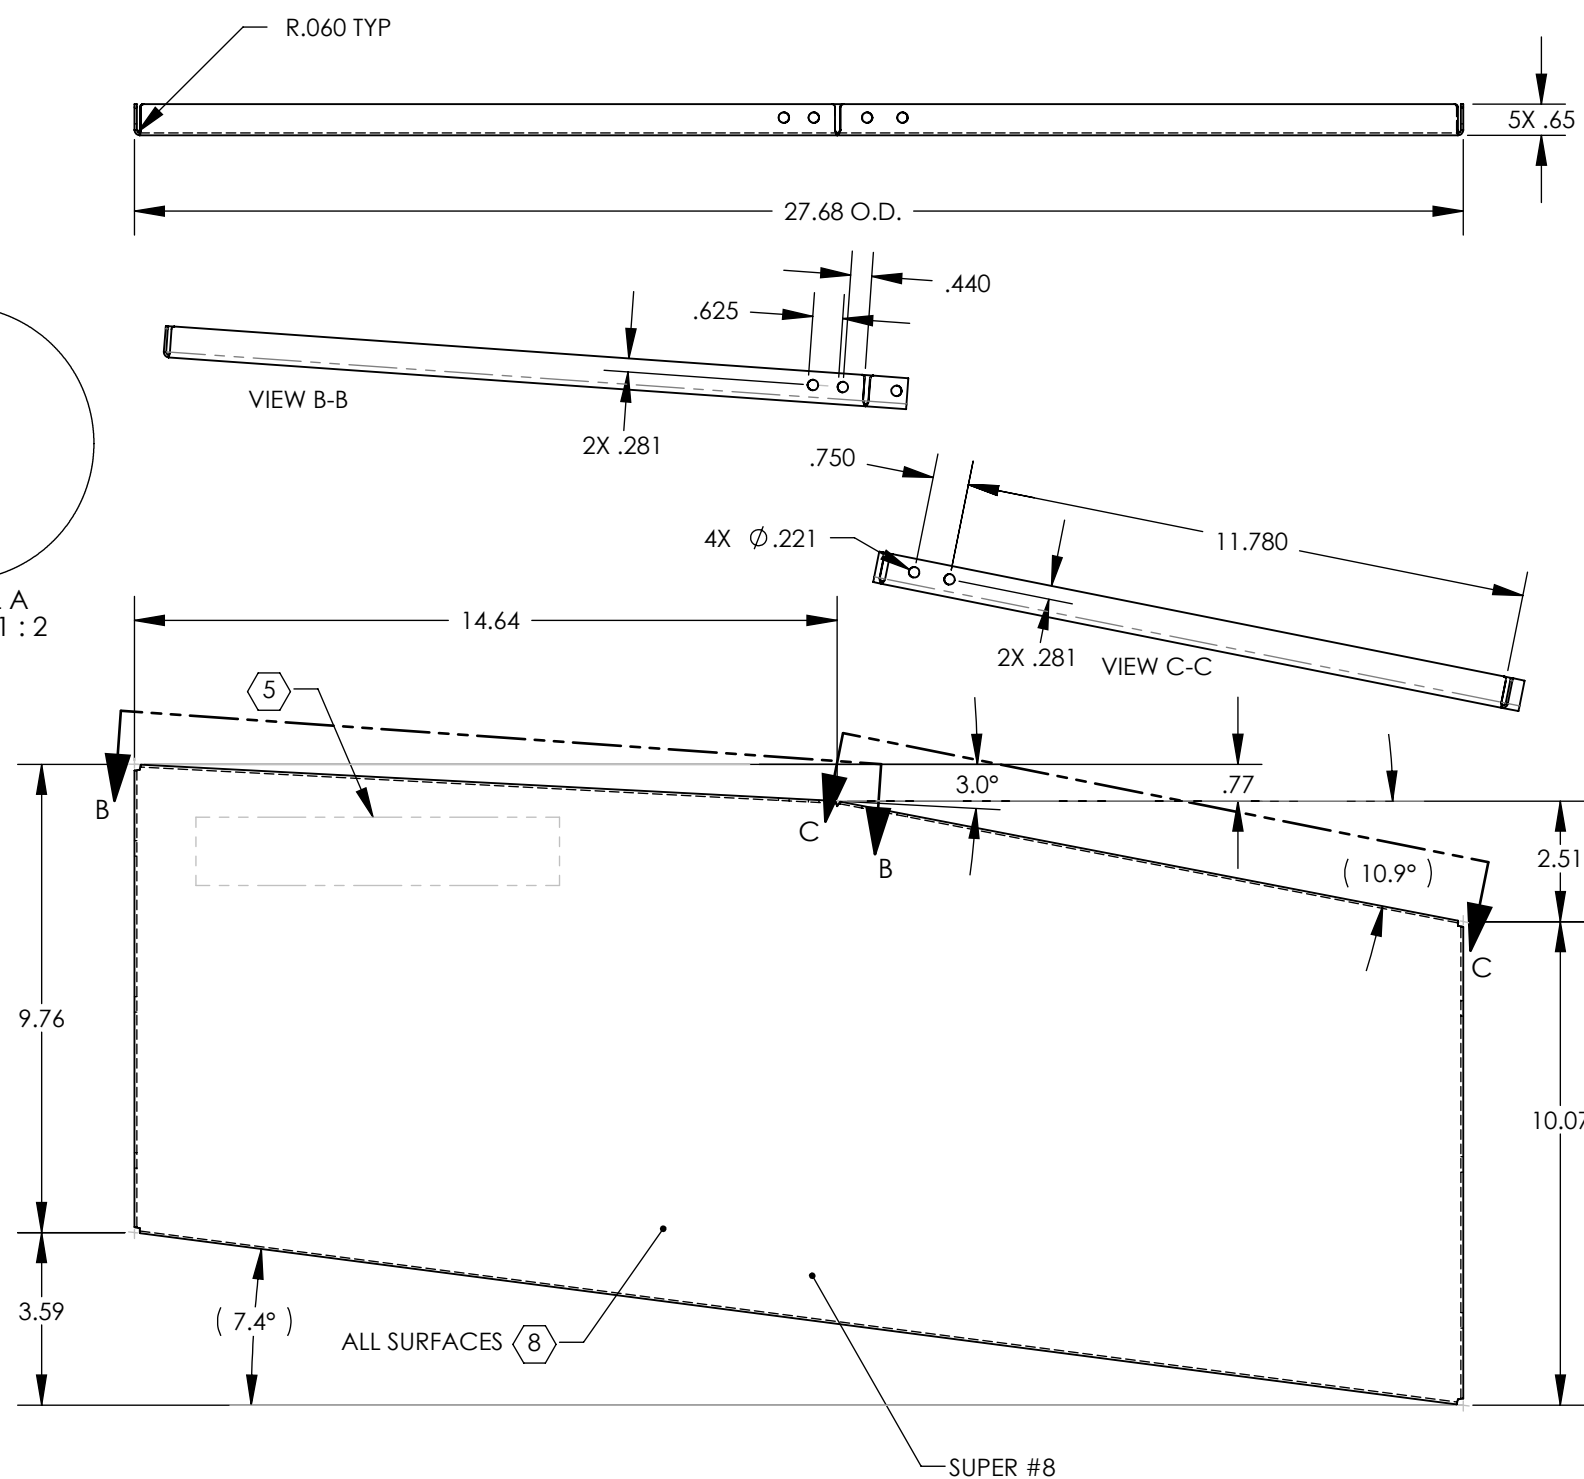 R.060 TYP
5X .65
27.68 O.D.
.440
.625
VIEW B-B
2X .281
.750
4X Ø.221
11.780
A
1 : 2
14.64
2X .281
VIEW C-C
5
3.0°
.77
B
C
B
2.51
( 10.9° )
C
9.76
10.07
3.59
( 7.4° )
ALL SURFACES 8
SUPER #8